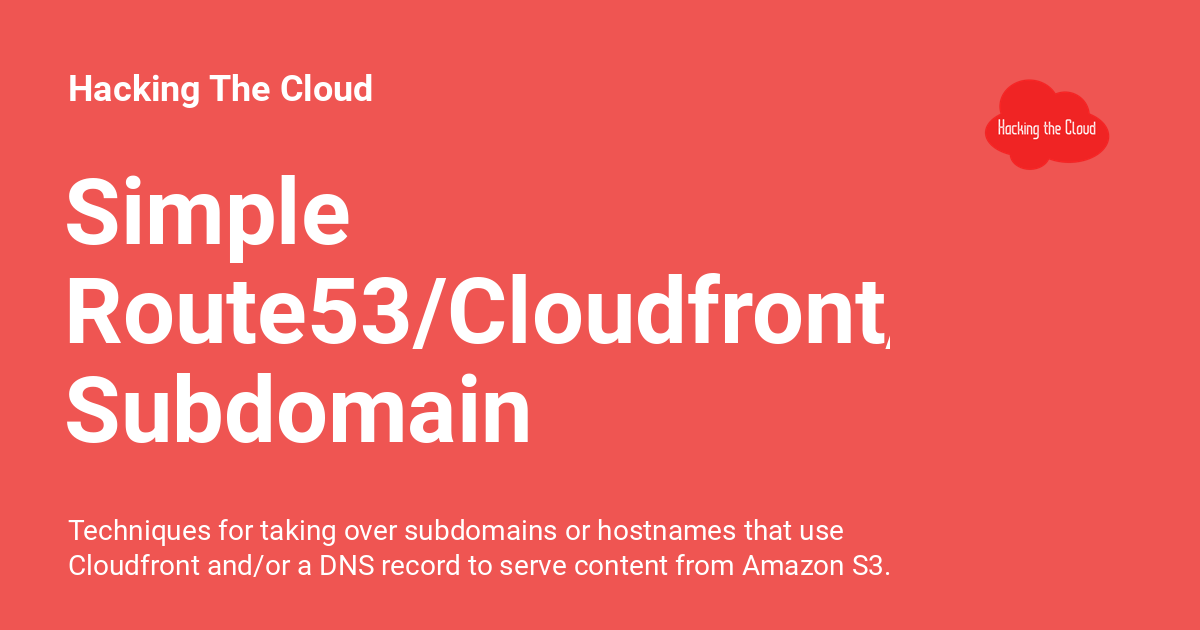 Hacking The Cloud
Hacking the Cloud
Simple
Route53/Cloudfront/
Subdomain
Techniques for taking over subdomains or hostnames that use
Cloudfront and/or a DNS record to serve content from Amazon S3.